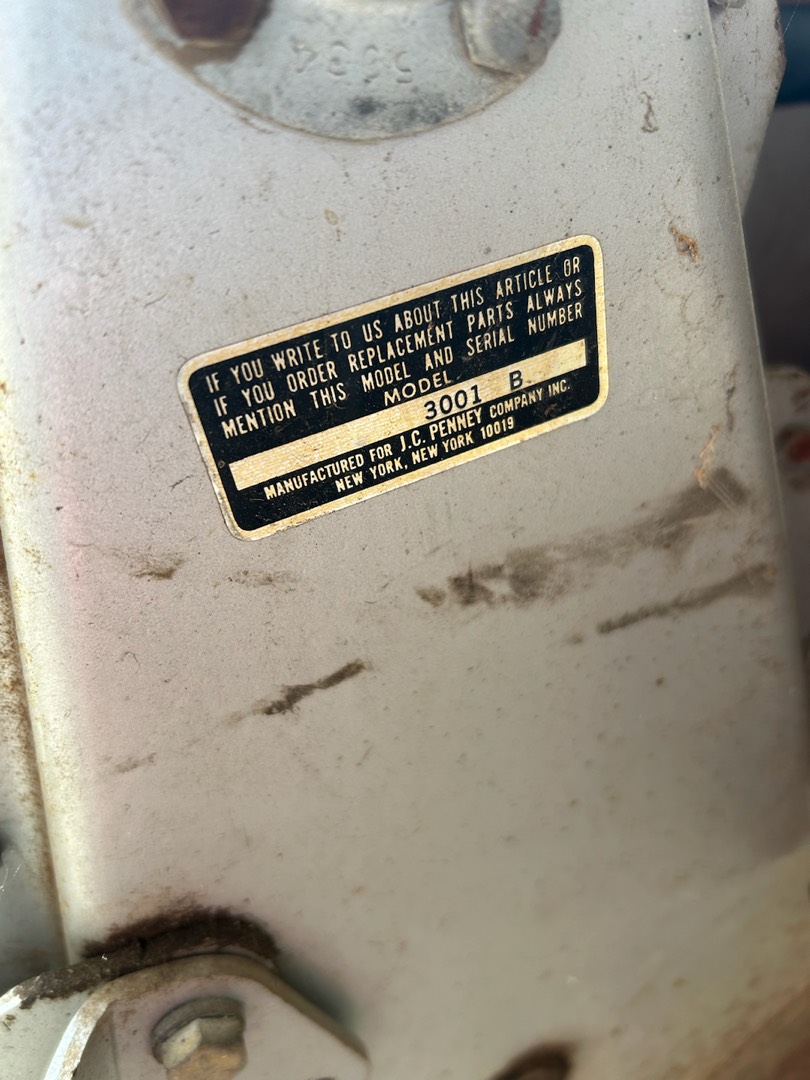 5634
IF YOU WRITE TO US ABOUT THIS ARTICLE OR
IF YOU ORDER REPLACEMENT PARTS ALWAYS
MENTION THIS MODEL AND SERIAL NUMBER
MODEL
3001 B
MANUFACTURED FOR J.C. PENNEY COMPANY INC.
NEW YORK, NEW YORK 10019